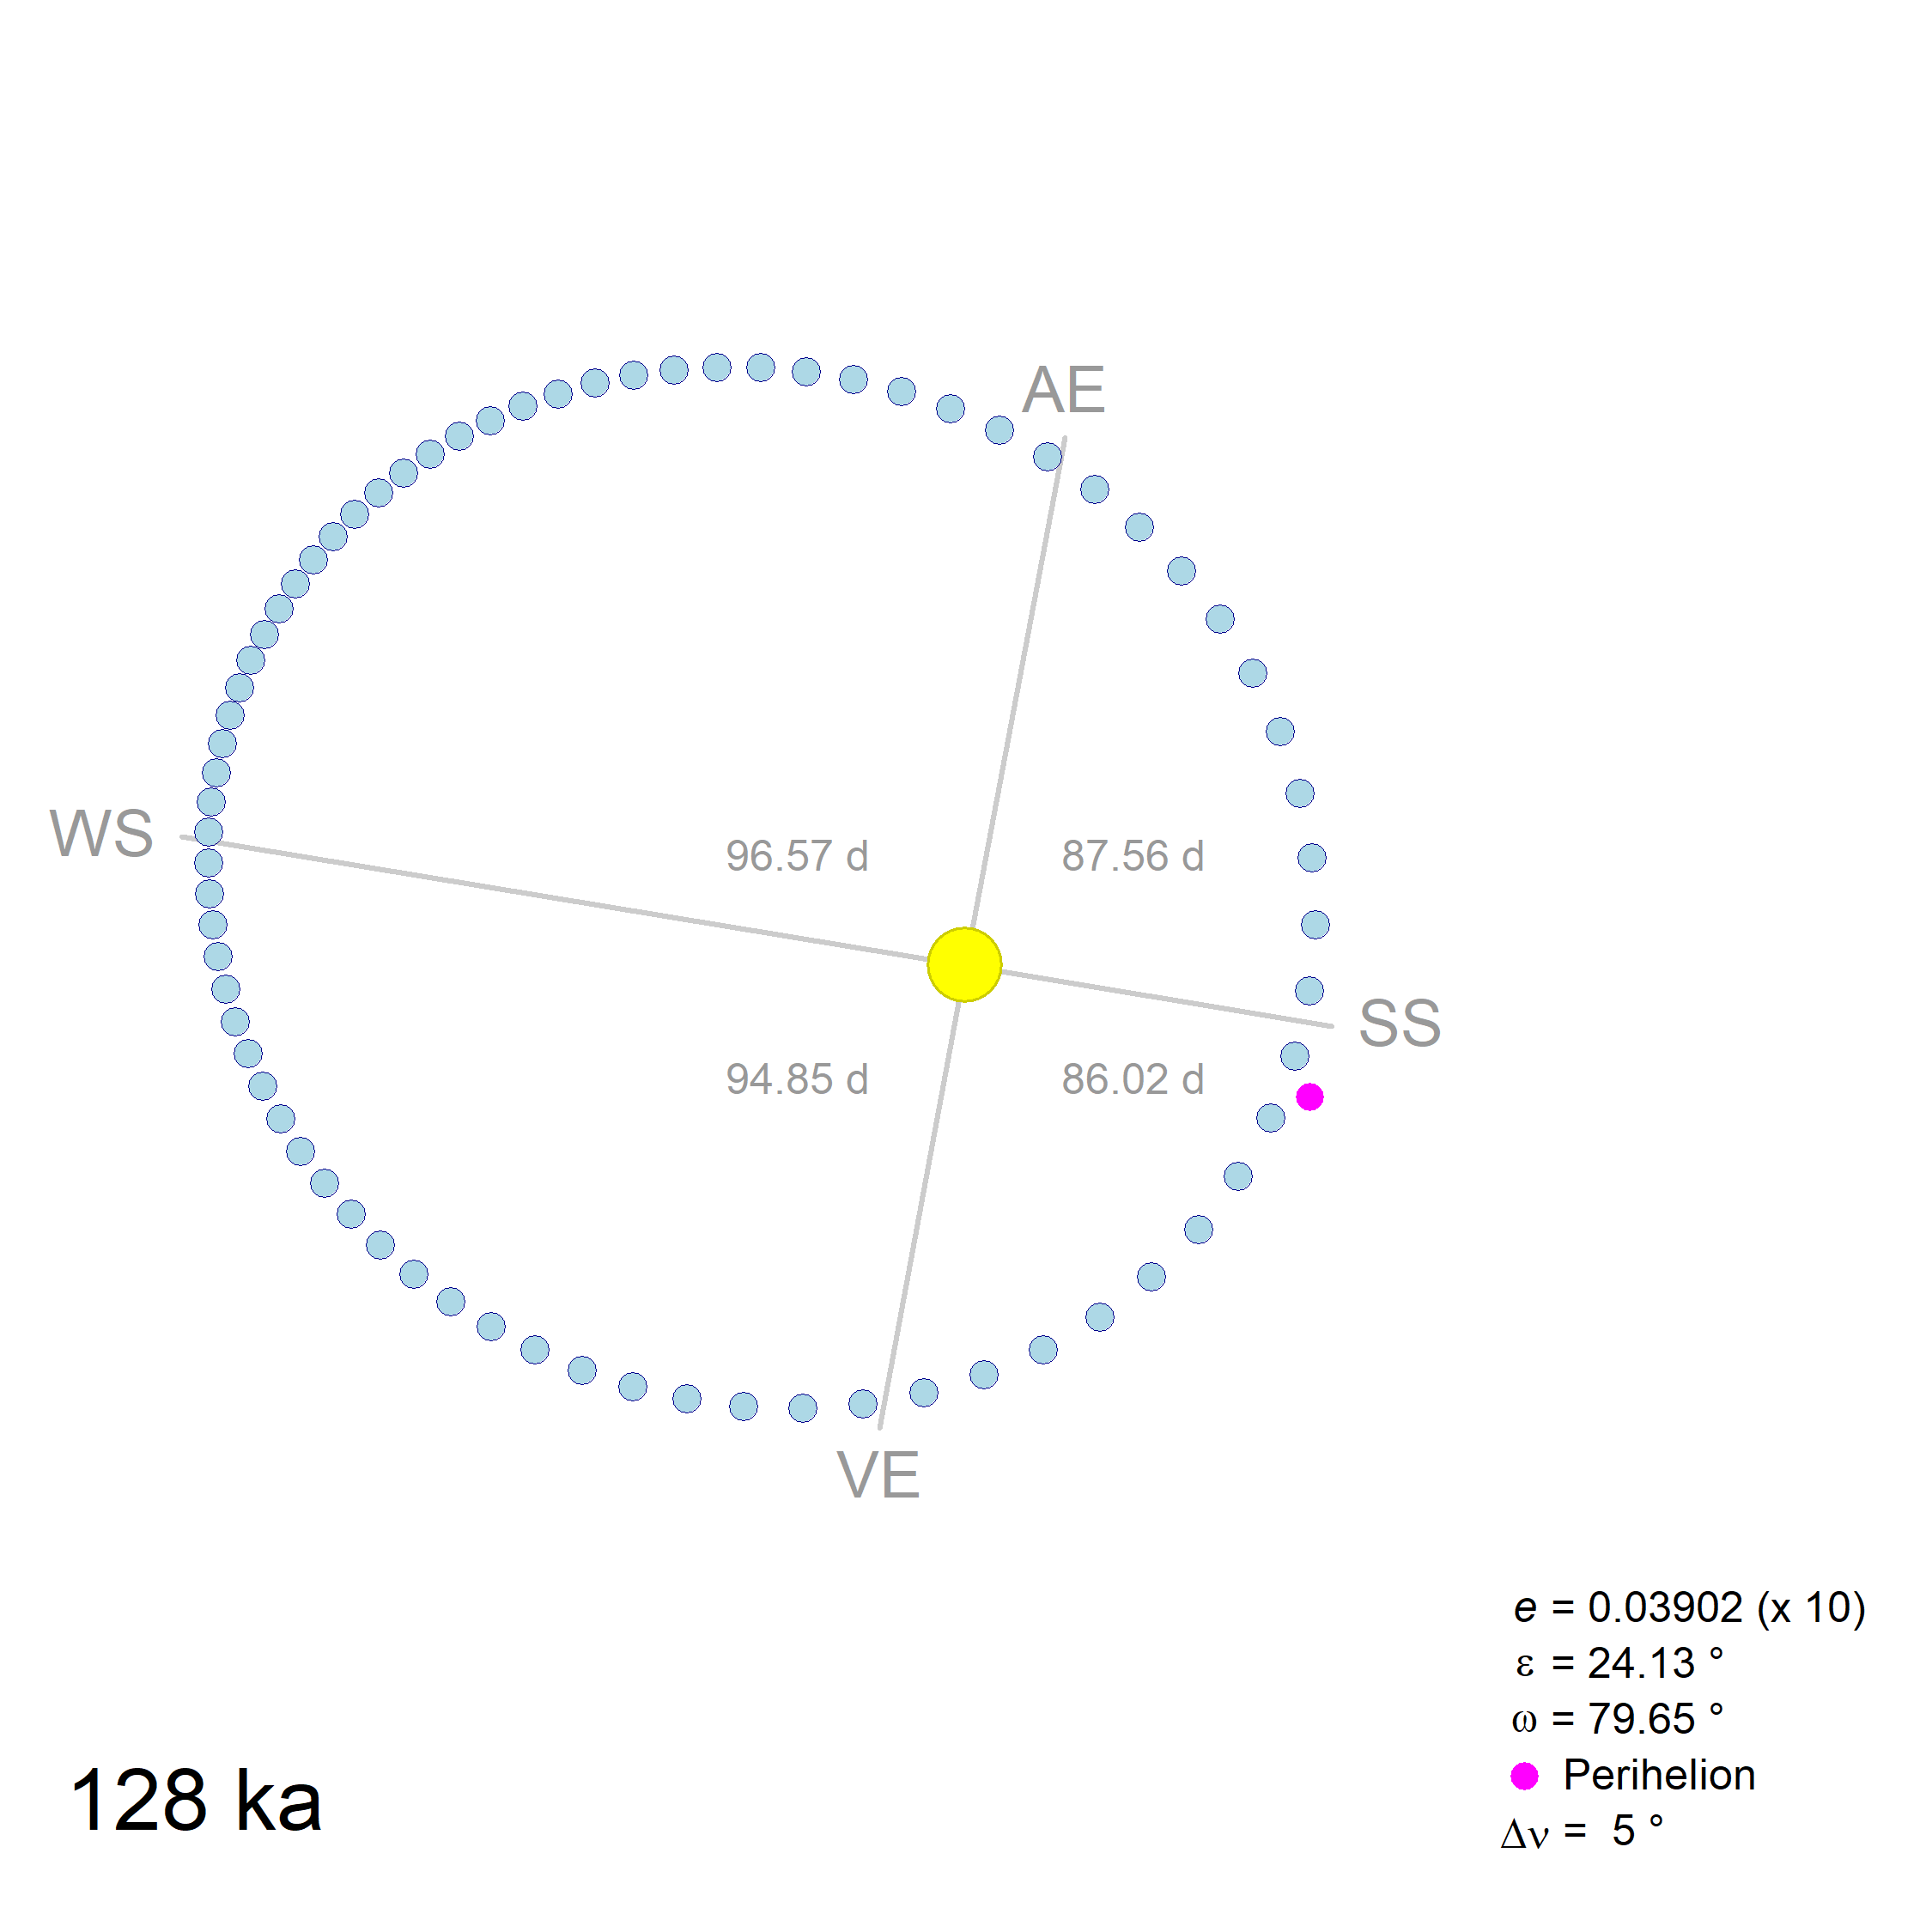 AE
WS
96.57 d
87.56 d
SS
94.85 d
86.02 d
VE
e = 0.03902 (x 10)
ε = 24.13 °
ω = 79.65 °
Perihelion
Δν = 5 °
128 ka